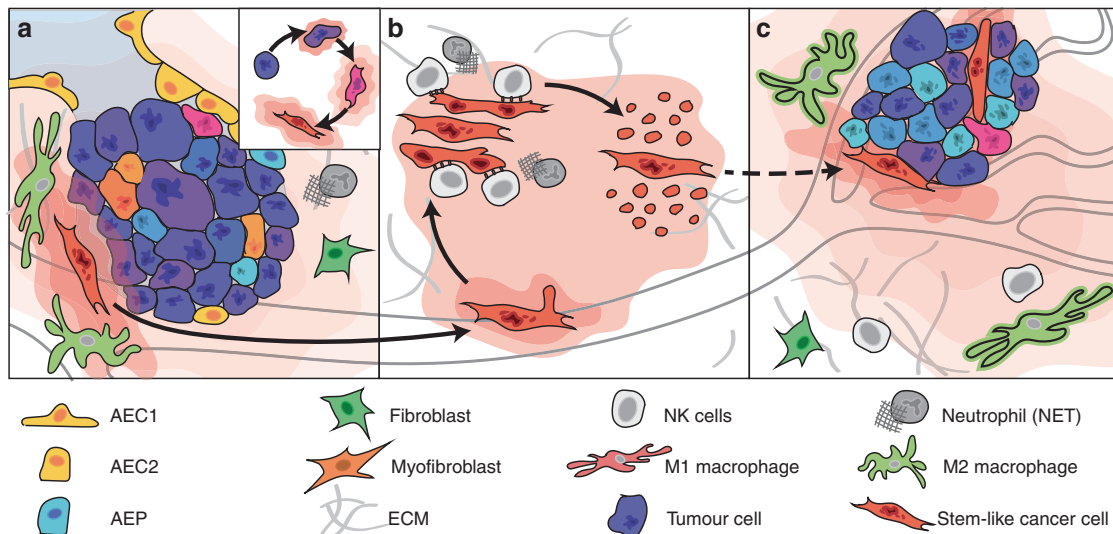 a
b
c
AEC1
Fibroblast
NK cells
Neutrophil (NET)
AEC2
Myofibroblast
M1 macrophage
M2 macrophage
AEP
ECM
Tumour cell
Stem-like cancer cell